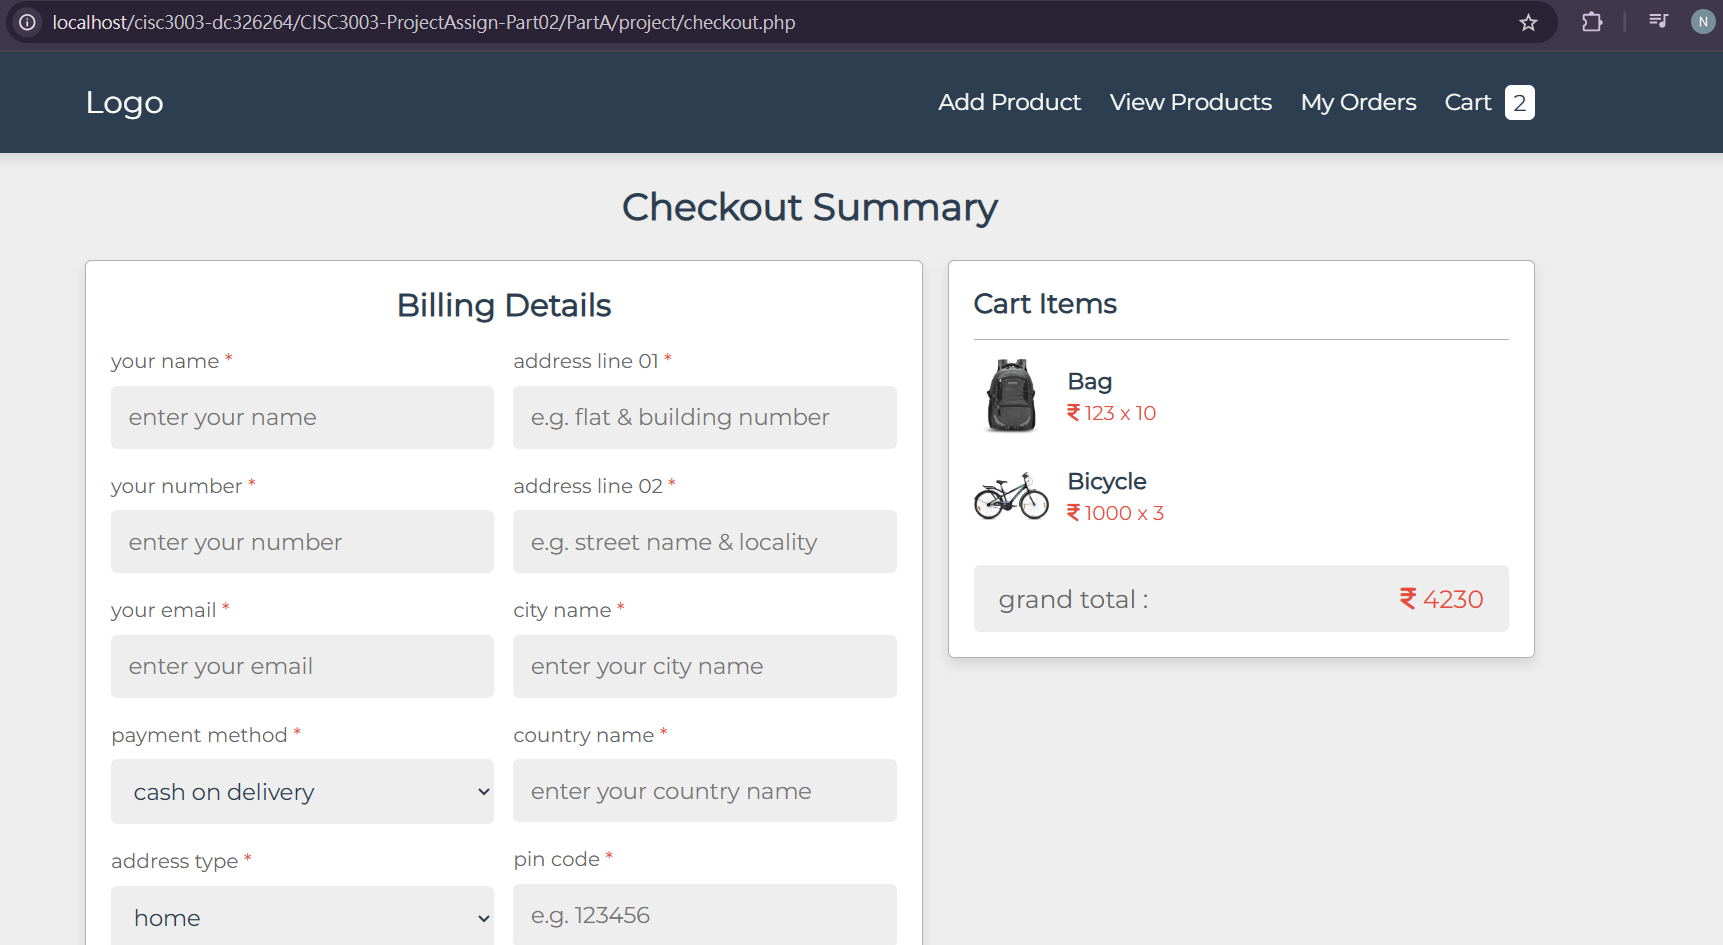 localhost/cisc3003-dc326264/CISC3003-ProjectAssign-Part02/PartA/project/checkout.php
N
Logo
Add Product View Products My Orders Cart 2
Checkout Summary
Billing Details
your name *
enter your name
address line 01 *
e.g. flat & building number
your number *
enter your number
address line 02 *
e.g. street name & locality
your email *
enter your email
city name *
enter your city name
payment method *
cash on delivery
country name *
enter your country name
address type *
home
pin code *
e.g. 123456
Cart Items
Bag
₹ 123 x 10
Bicycle
₹ 1000 x 3
grand total : ₹ 4230